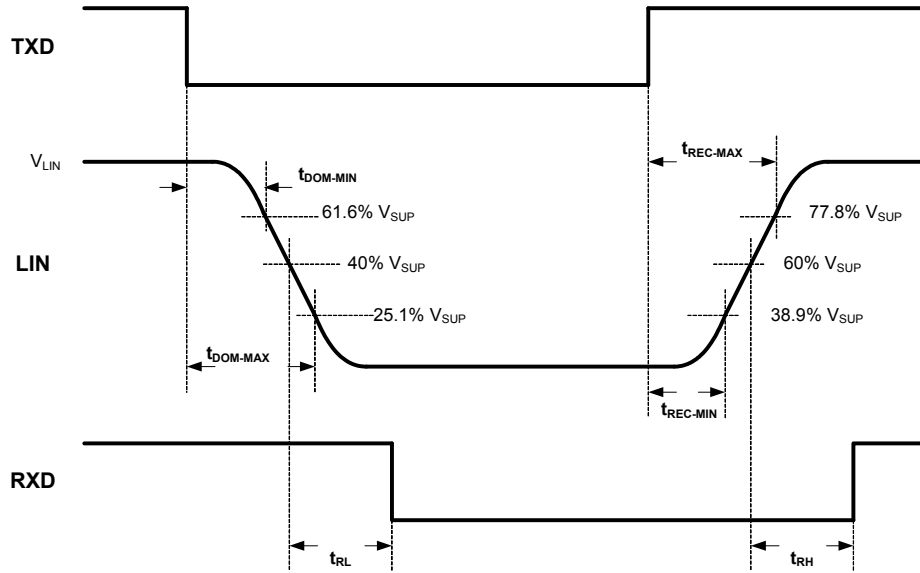 TXD
V_LIN
t_REC-MAX
t_DOM-MIN
61.6% V_SUP
77.8% V_SUP
LIN
40% V_SUP
60% V_SUP
25.1% V_SUP
38.9% V_SUP
t_DOM-MAX
t_REC-MIN
RXD
t_RL
t_RH